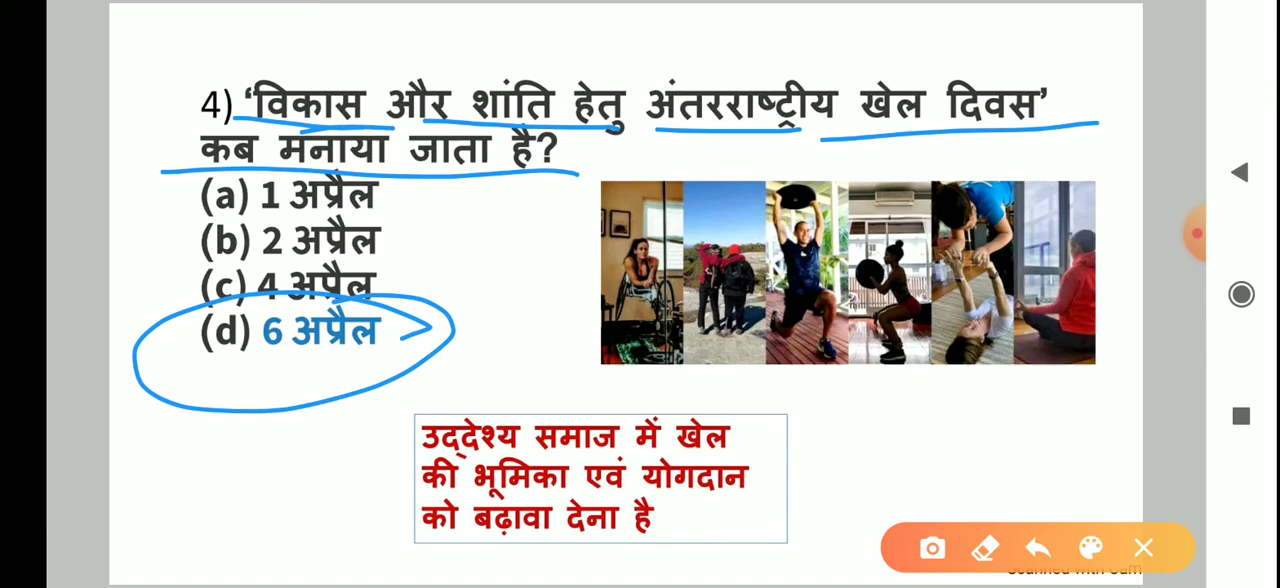 4) ‘विकास और शांति हेतु अंतरराष्ट्रीय खेल दिवस’
कब मनाया जाता है?
(a) 1 अप्रैल
(b) 2 अप्रैल
(c) 4 अप्रैल
(d) 6 अप्रैल
उद्देश्य समाज में खेल
की भूमिका एवं योगदान
को बढ़ावा देना है